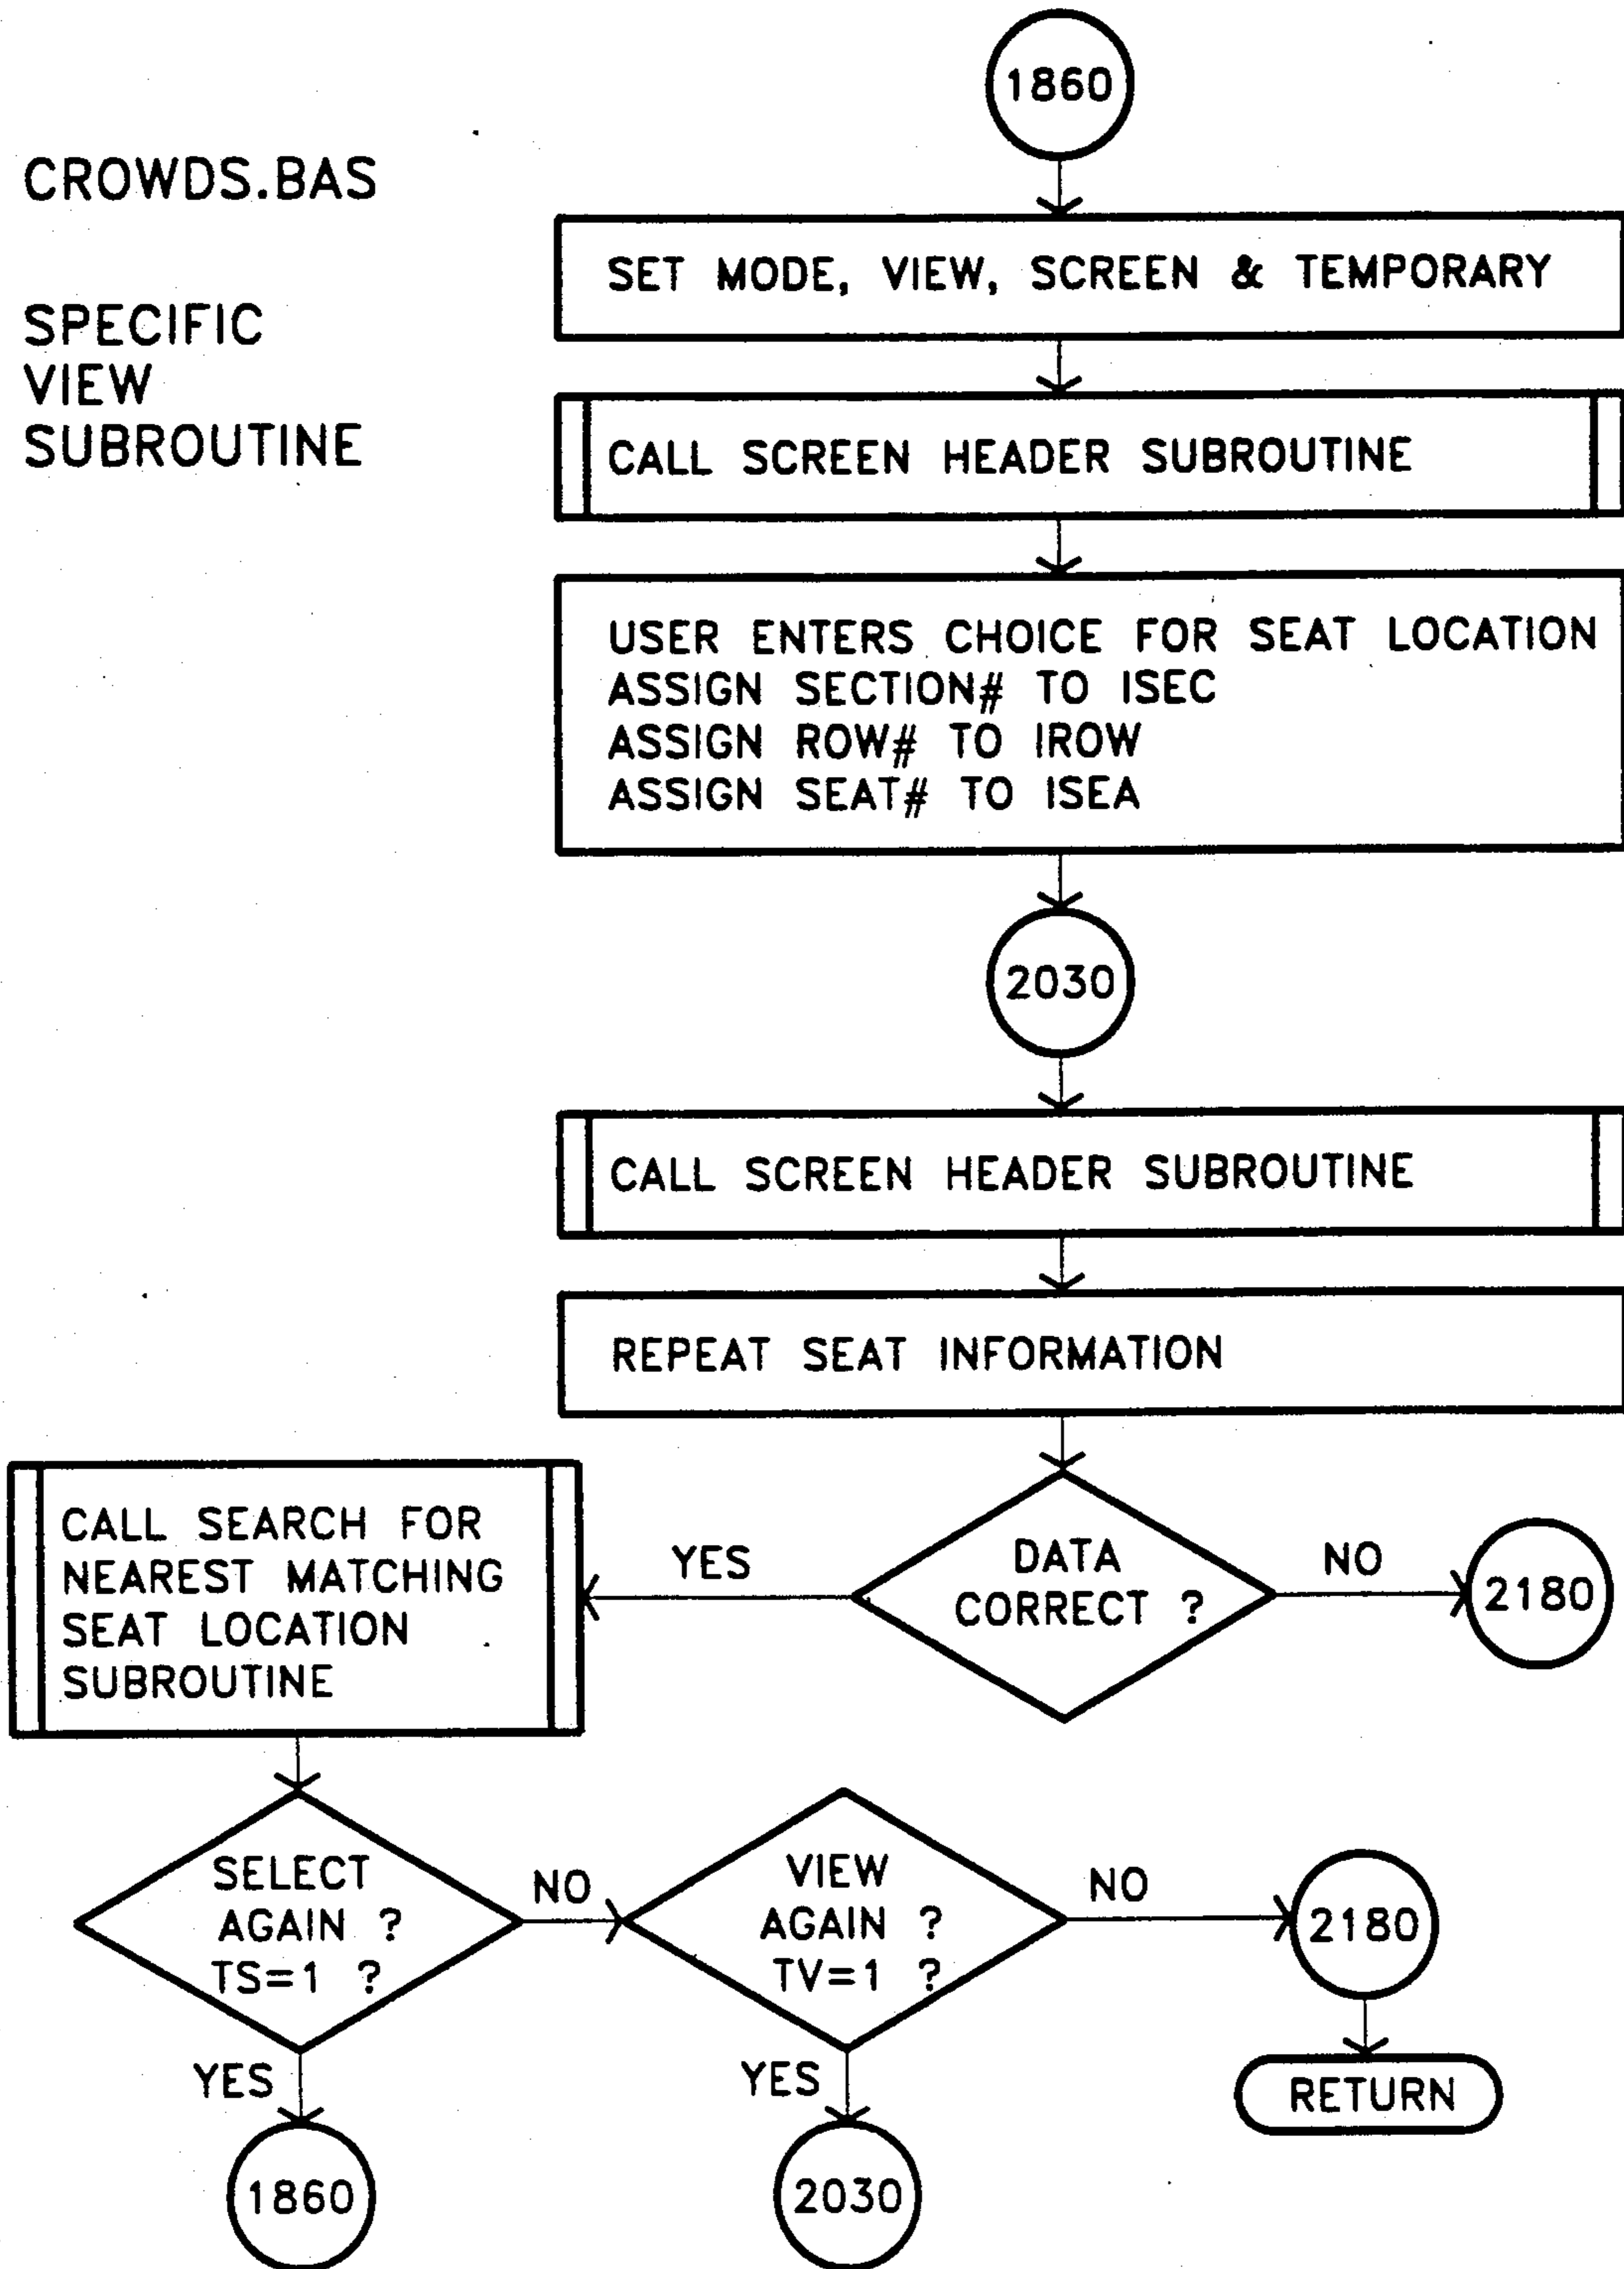 1860
CROWDS.BAS
SPECIFIC
VIEW
SUBROUTINE
SET MODE, VIEW, SCREEN & TEMPORARY
CALL SCREEN HEADER SUBROUTINE
USER ENTERS CHOICE FOR SEAT LOCATION
ASSIGN SECTION# TO ISEC
ASSIGN ROW# TO IROW
ASSIGN SEAT# TO ISEA
2030
CALL SCREEN HEADER SUBROUTINE
REPEAT SEAT INFORMATION
DATA
CORRECT ?
YES
NO
2180
CALL SEARCH FOR
NEAREST MATCHING
SEAT LOCATION
SUBROUTINE
SELECT
AGAIN ?
TS=1 ?
NO
YES
1860
VIEW
AGAIN ?
TV=1 ?
NO
YES
2030
2180
RETURN